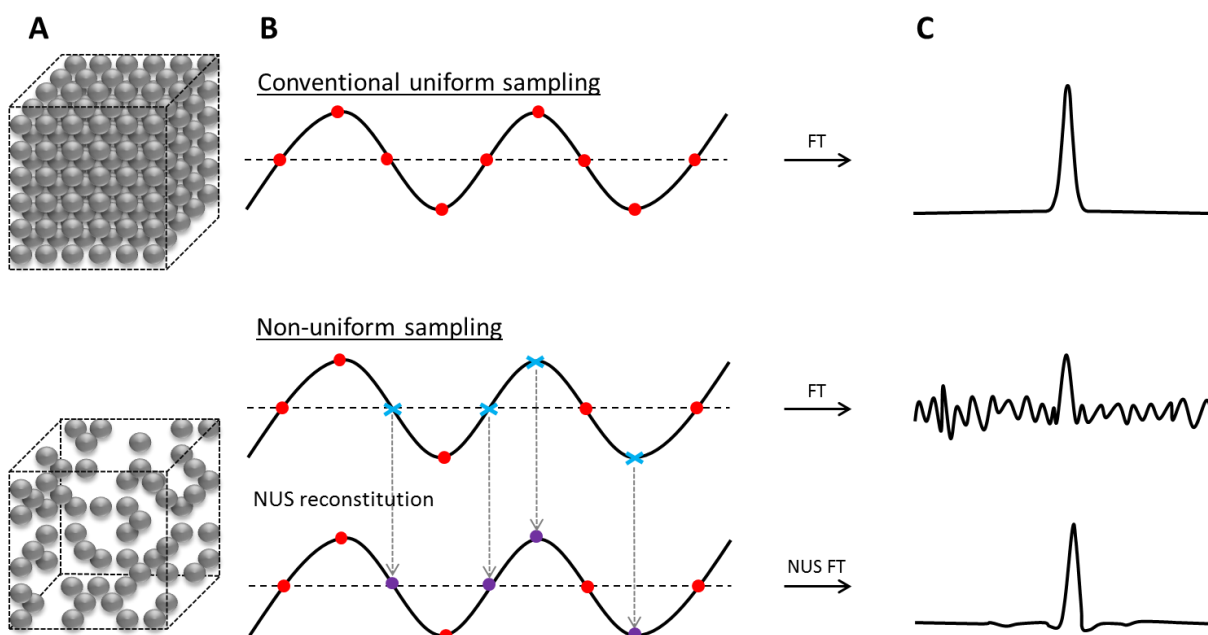 A
B
C
Conventional uniform sampling
FT
Non-uniform sampling
FT
NUS reconstitution
NUS FT